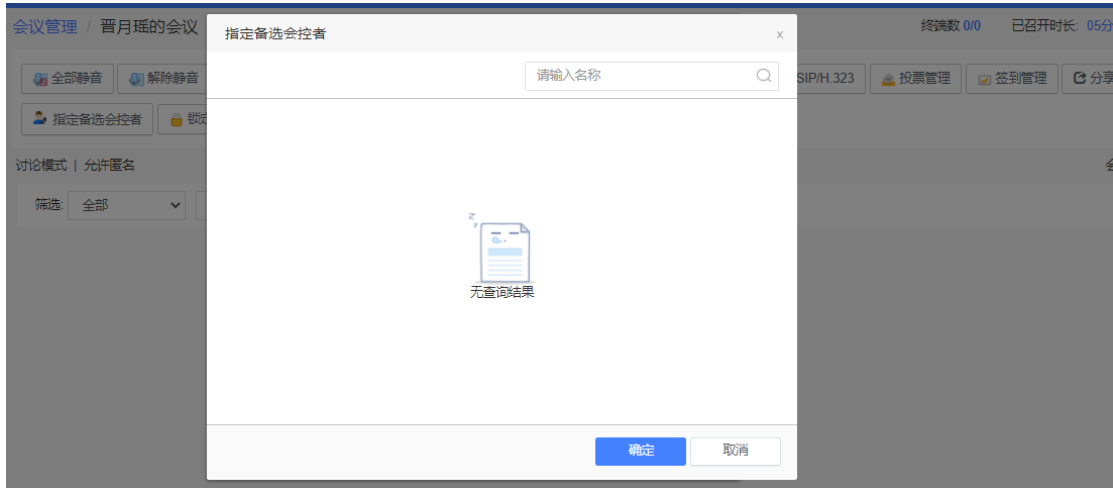 会议管理 / 晋月瑶的会议
终端数 0/0 已召开时长: 05分
指定备选会控者 x
请输入名称
全部静音 解除静音 SIP/H.323 投票管理 签到管理 分享
指定备选会控者 锁定
讨论模式 | 允许匿名
筛选: 全部
z
z
无查询结果
确定 取消